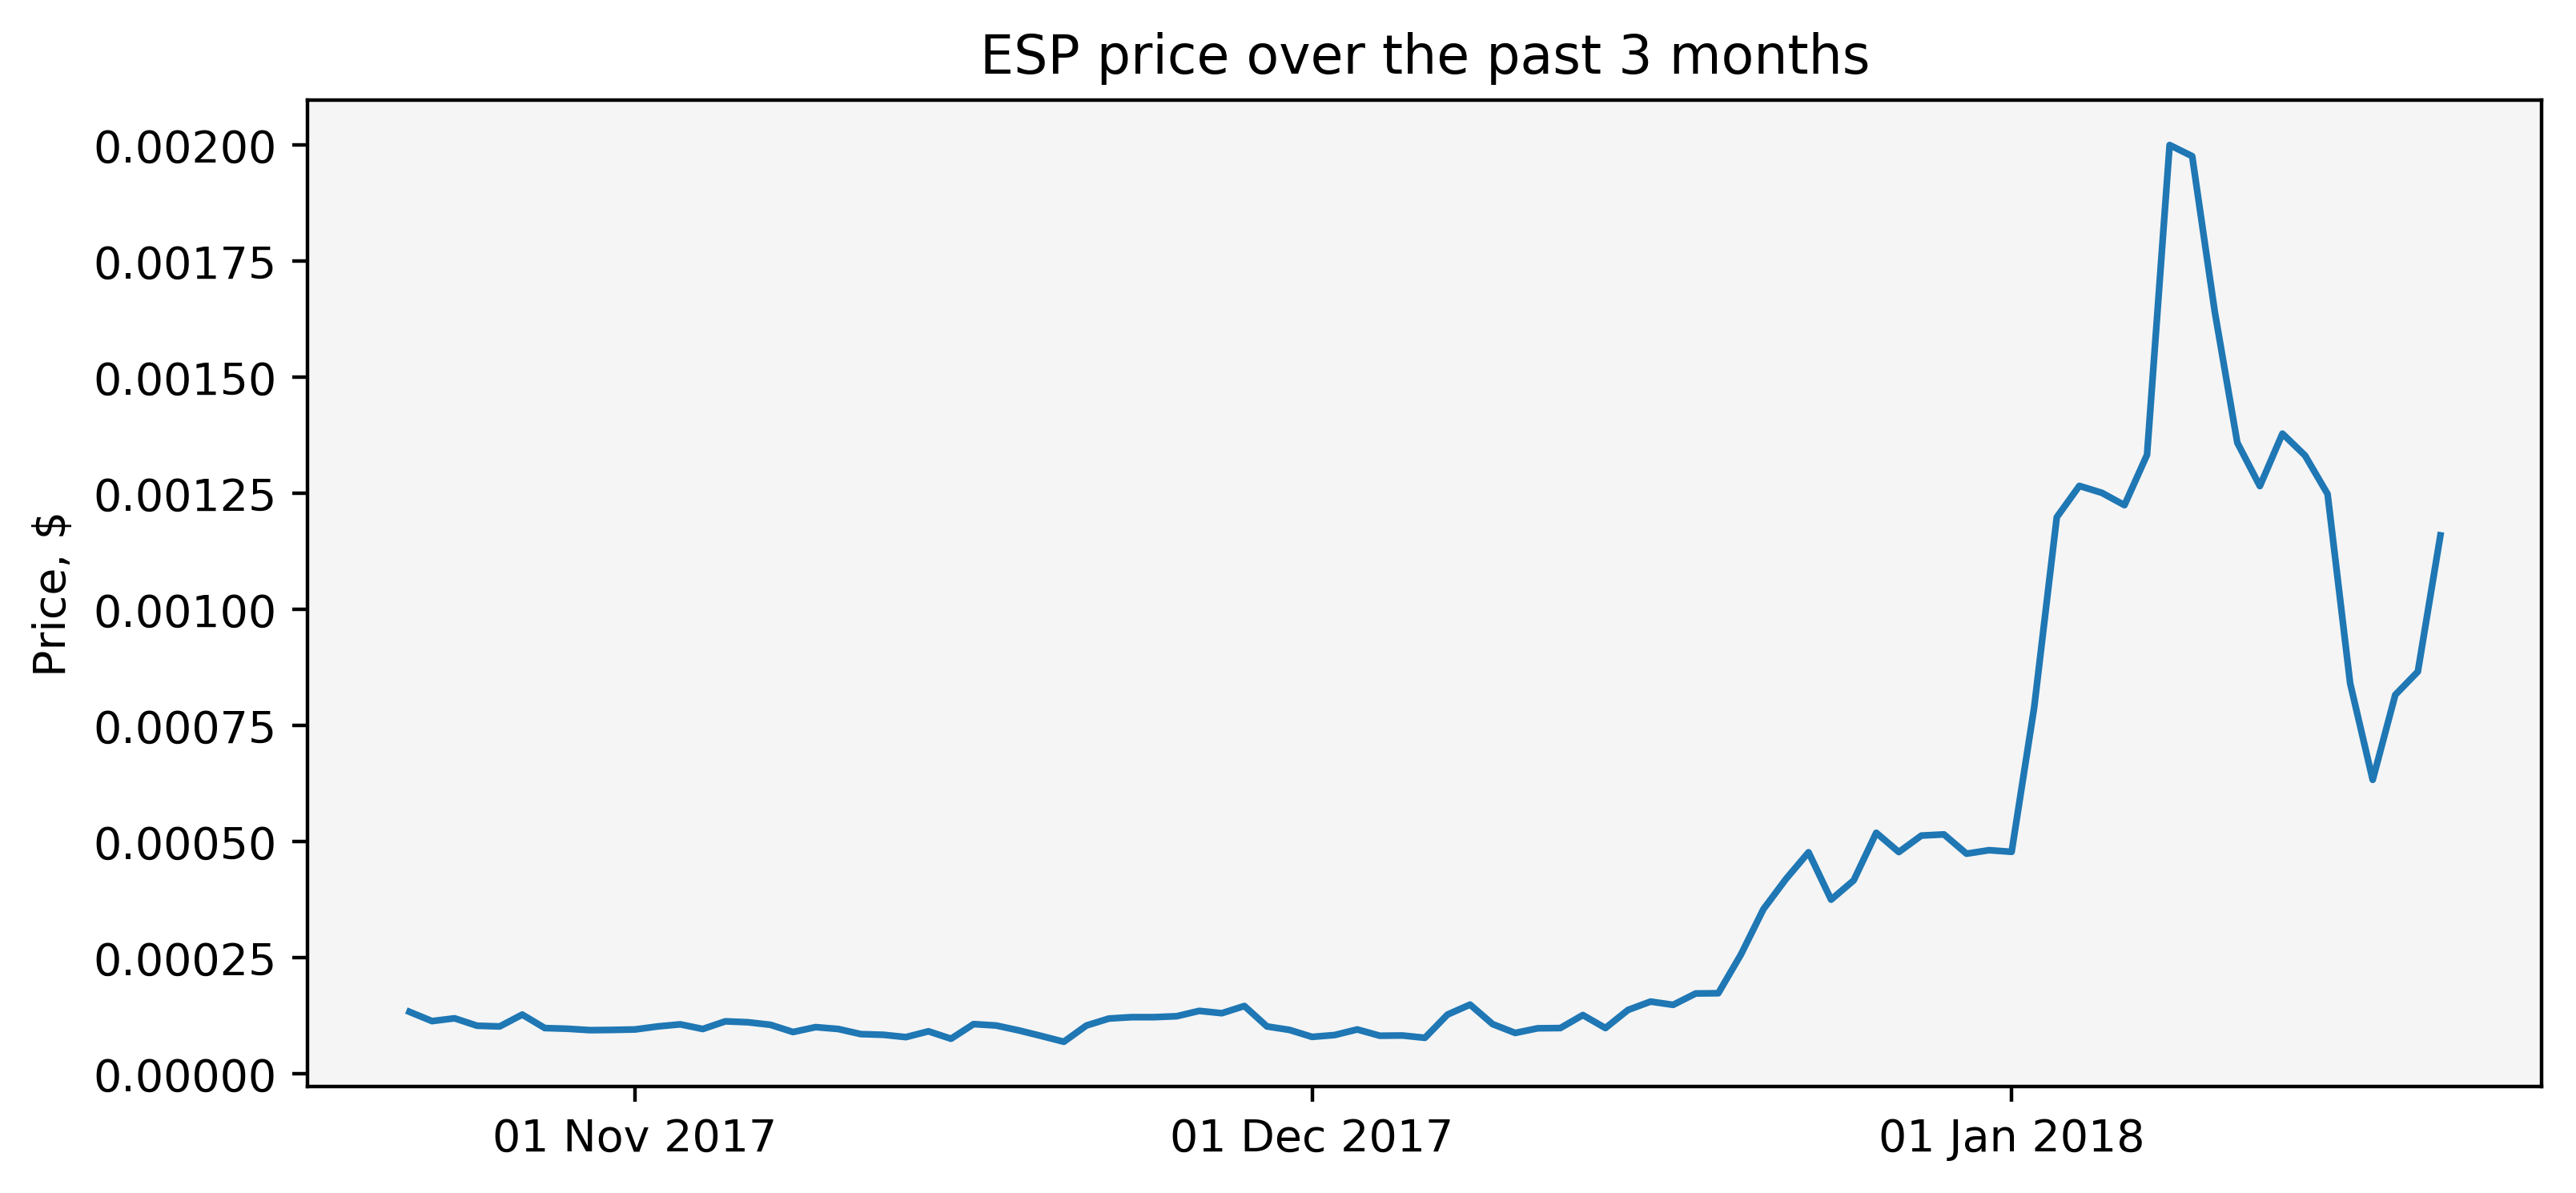 ESP price over the past 3 months
0.00200
0.00175
0.00150
0.00125
0.00100
0.00075
0.00050
0.00025
0.00000
Price, $
01 Nov 2017
01 Dec 2017
01 Jan 2018